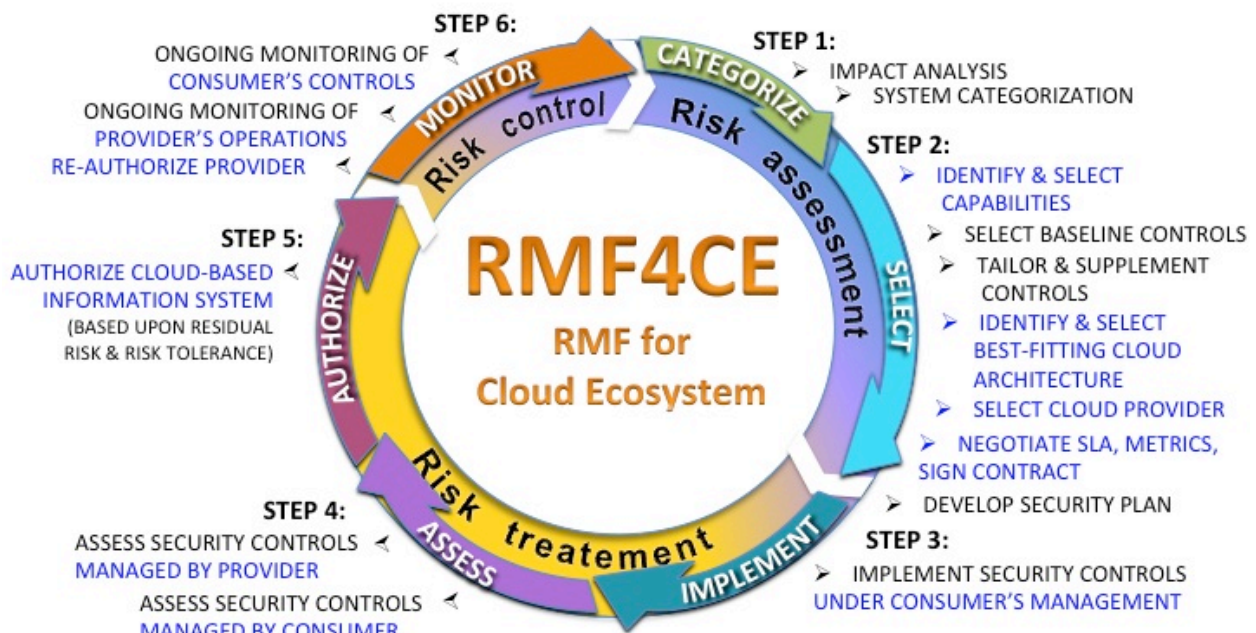 STEP 6:
ONGOING MONITORING OF
CONSUMER'S CONTROLS
ONGOING MONITORING OF
PROVIDER'S OPERATIONS
RE-AUTHORIZE PROVIDER
MONITOR
Risk control
STEP 1:
IMPACT ANALYSIS
SYSTEM CATEGORIZATION
CATEGORIZE
Risk assessment
STEP 2:
IDENTIFY & SELECT
CAPABILITIES
SELECT BASELINE CONTROLS
TAILOR & SUPPLEMENT
CONTROLS
IDENTIFY & SELECT
BEST-FITTING CLOUD
ARCHITECTURE
SELECT CLOUD PROVIDER
NEGOTIATE SLA, METRICS,
SIGN CONTRACT
DEVELOP SECURITY PLAN
SELECT
RMF4CE
RMF for
Cloud Ecosystem
STEP 5:
AUTHORIZE CLOUD-BASED
INFORMATION SYSTEM
(BASED UPON RESIDUAL
RISK & RISK TOLERANCE)
AUTHORIZE
Risk treatement
STEP 4:
ASSESS SECURITY CONTROLS
MANAGED BY PROVIDER
ASSESS SECURITY CONTROLS
MANAGED BY CONSUMER
ASSESS
IMPLEMENT
STEP 3:
IMPLEMENT SECURITY CONTROLS
UNDER CONSUMER'S MANAGEMENT